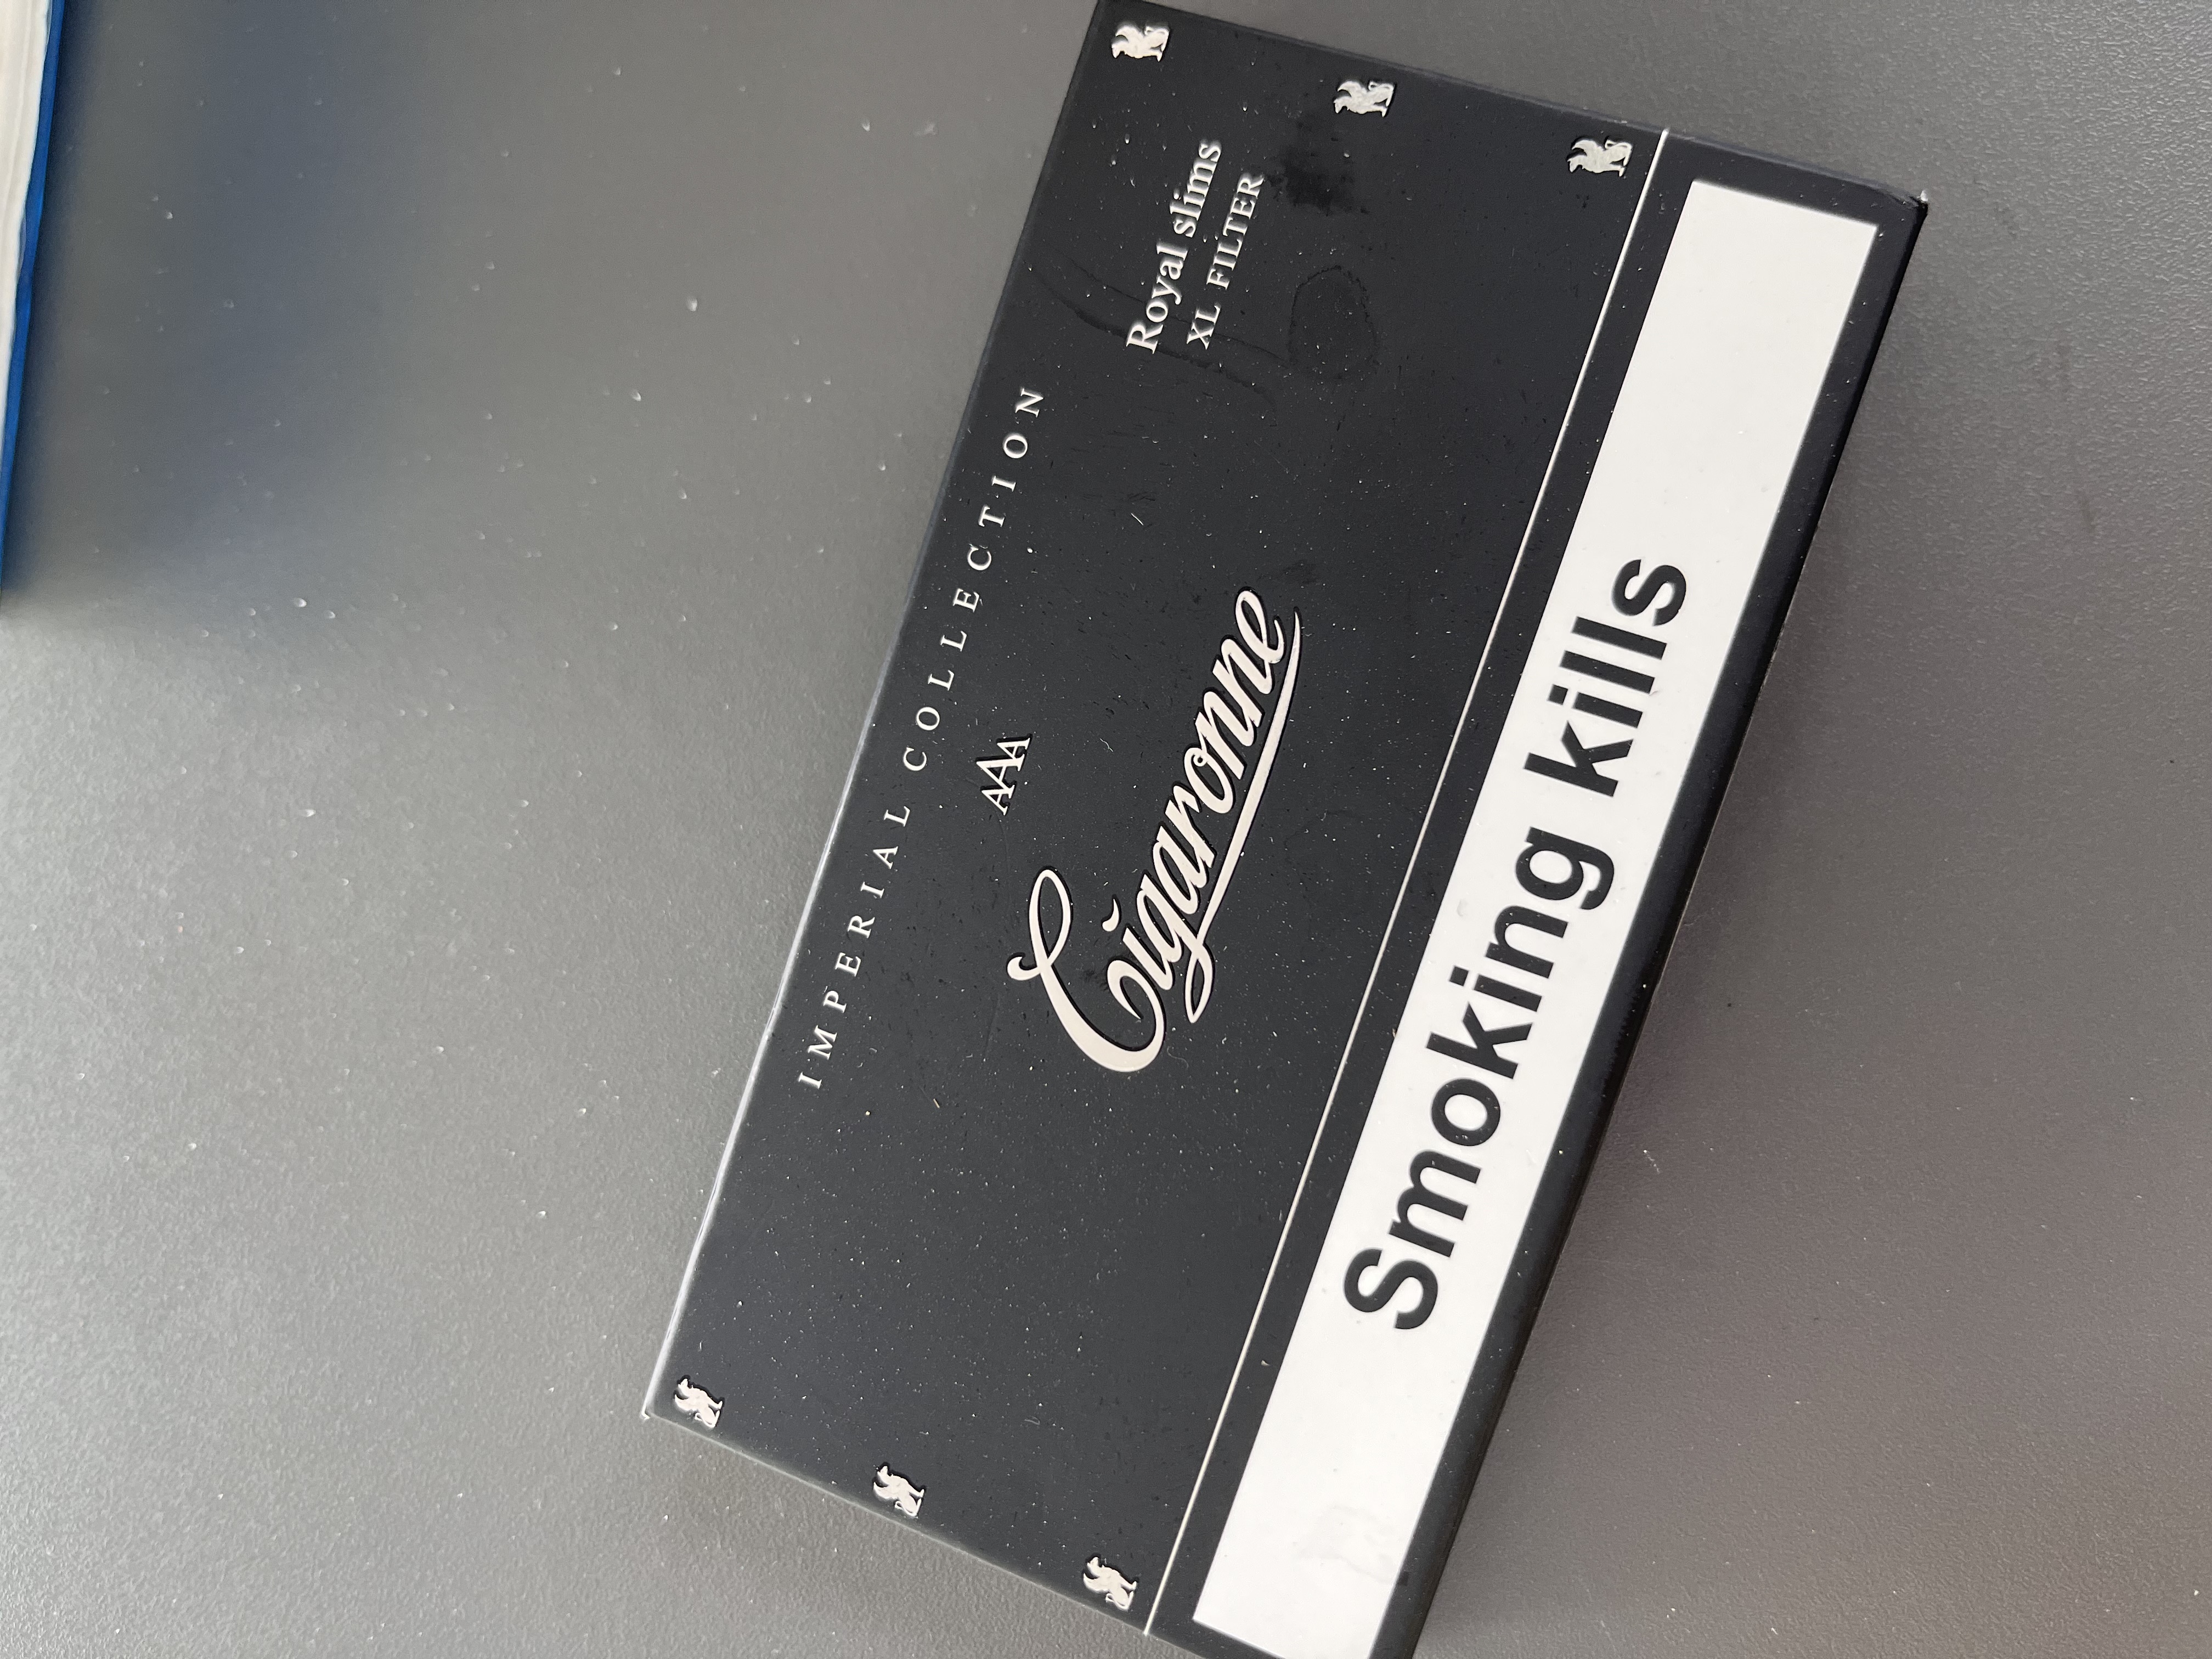 IMPERIAL COLLECTION
AAA
Cigaronne
Royal slims
XL FILTER
Smoking kills